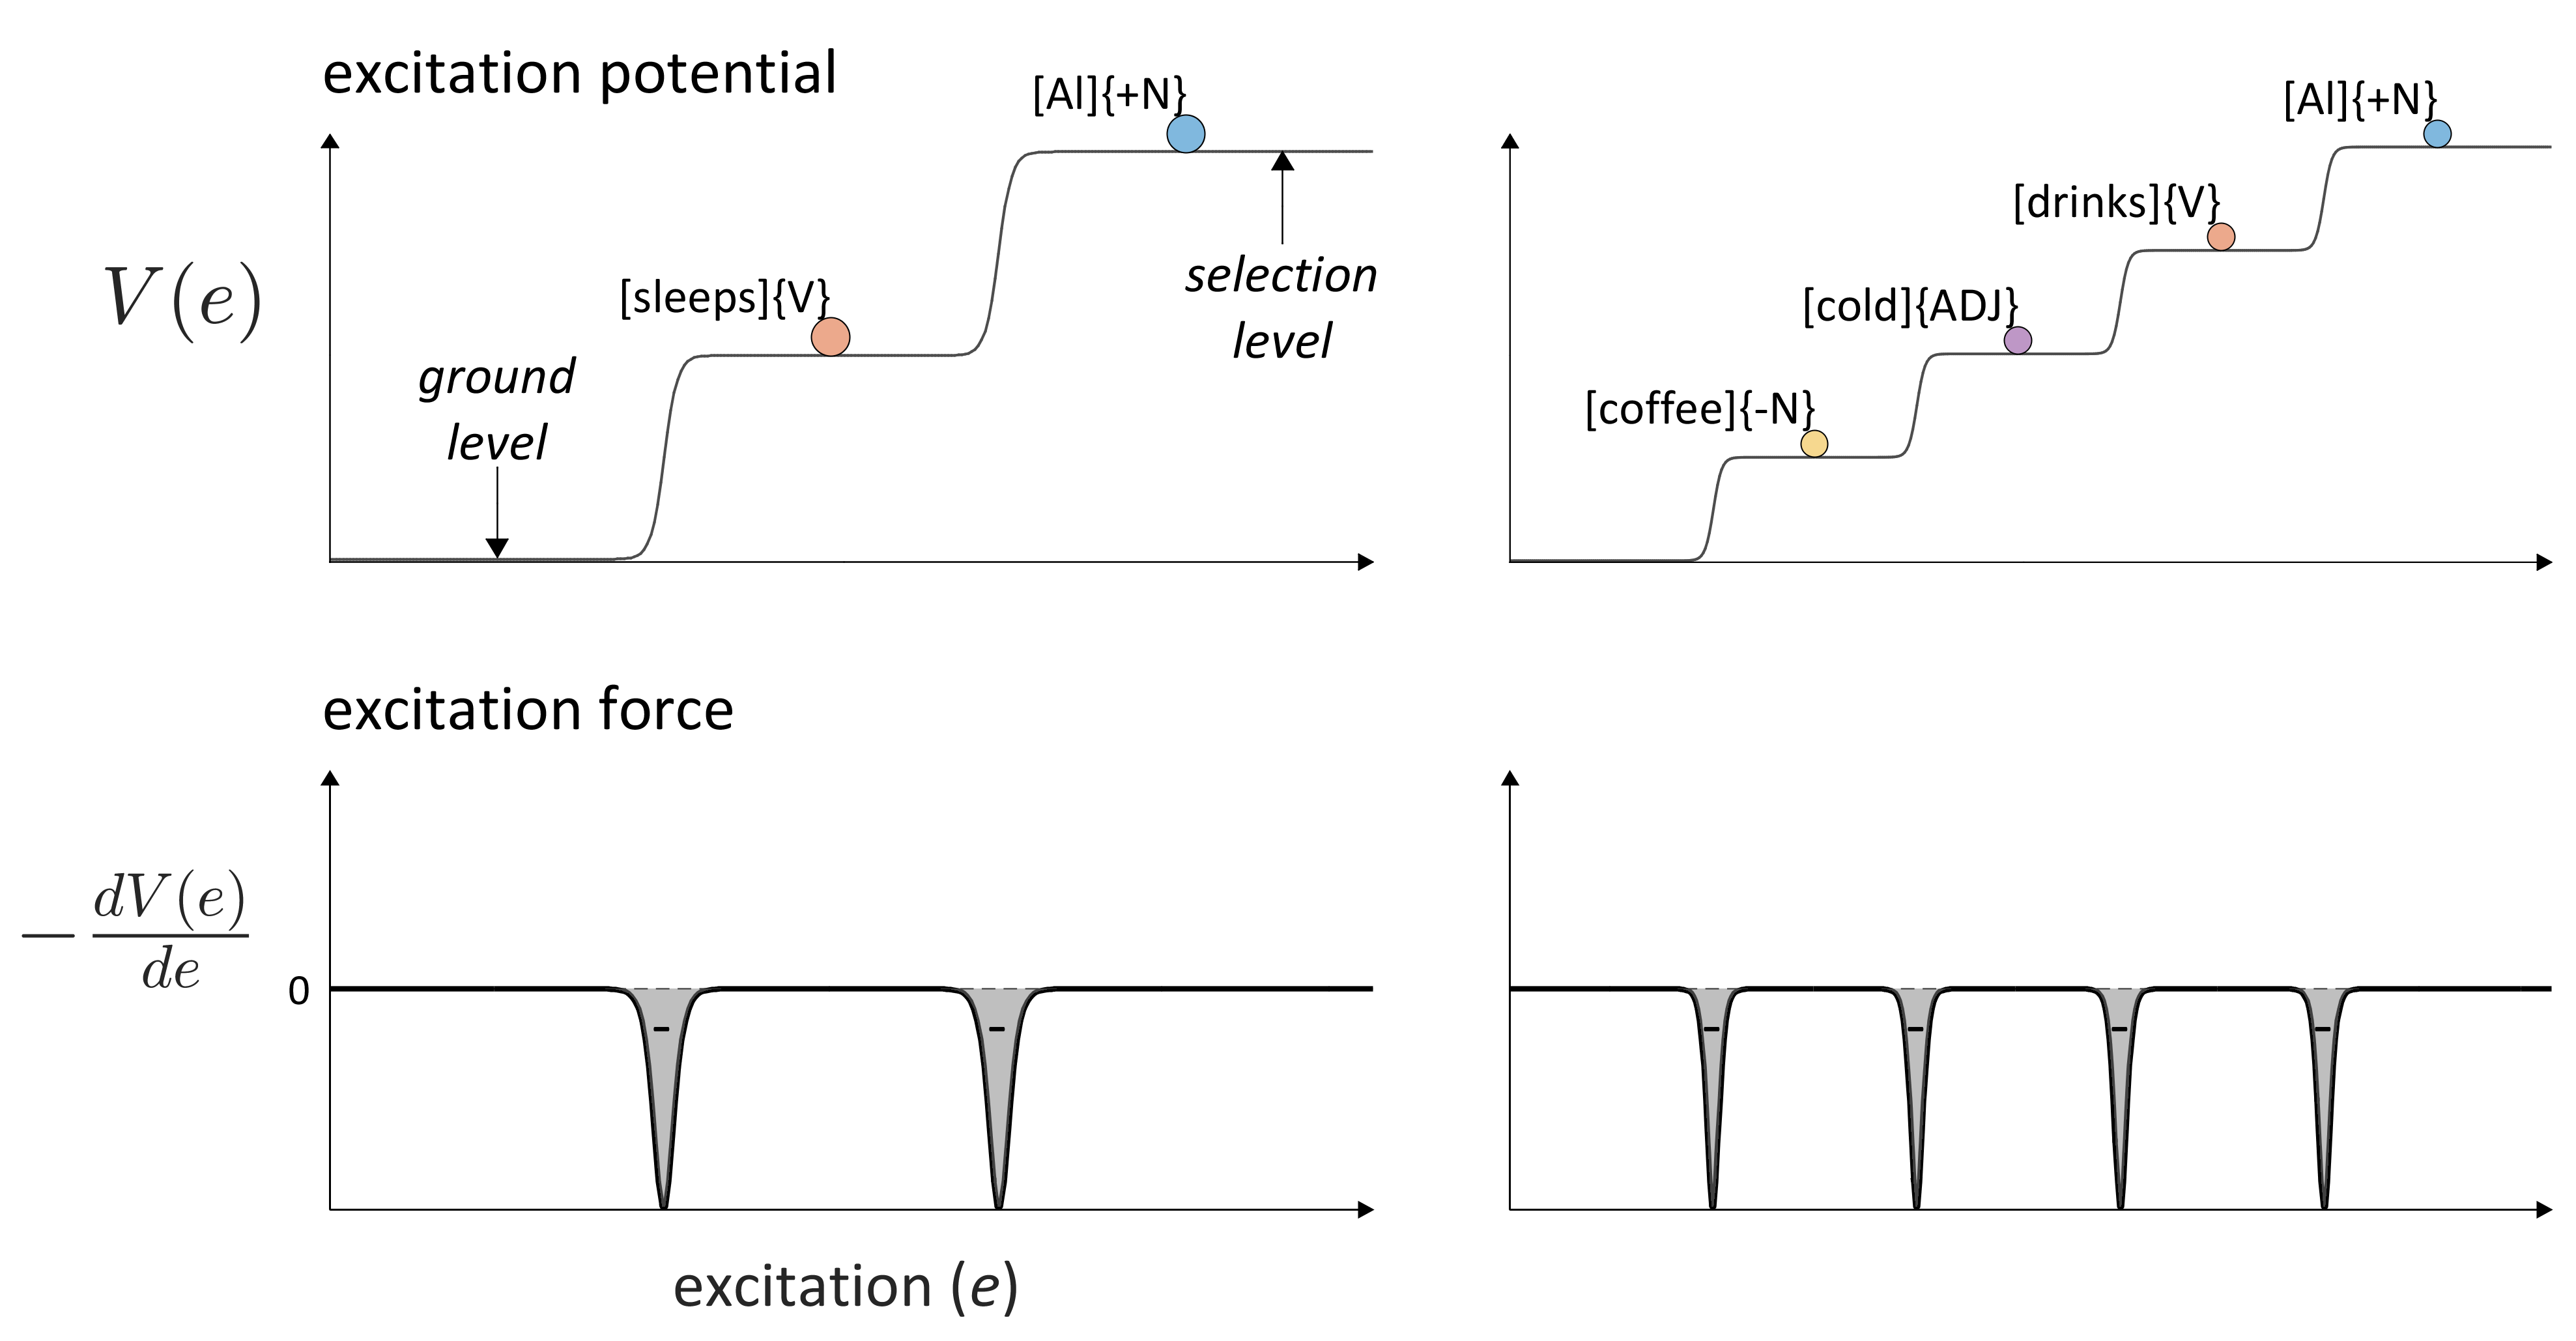 excitation potential
[Al]{+N}
[Al]{+N}
[drinks]{V}
V(e)
[sleeps]{V}
selection
level
[cold]{ADJ}
ground
level
[coffee]{-N}
excitation force
− dV(e)
de
0
–
–
–
–
–
–
excitation (e)